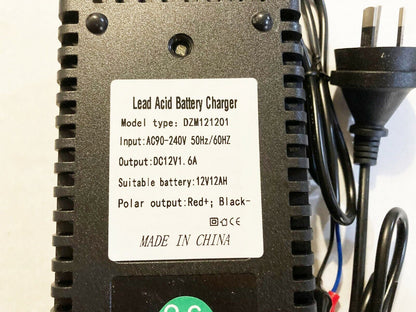 Lead Acid Battery Charger
Model type: DZM121201
Input:AC90-240V 50Hz/60HZ
Output:DC12V1.6A
Suitable battery:12V12AH
Polar output:Red+; Black-
CE
MADE IN CHINA